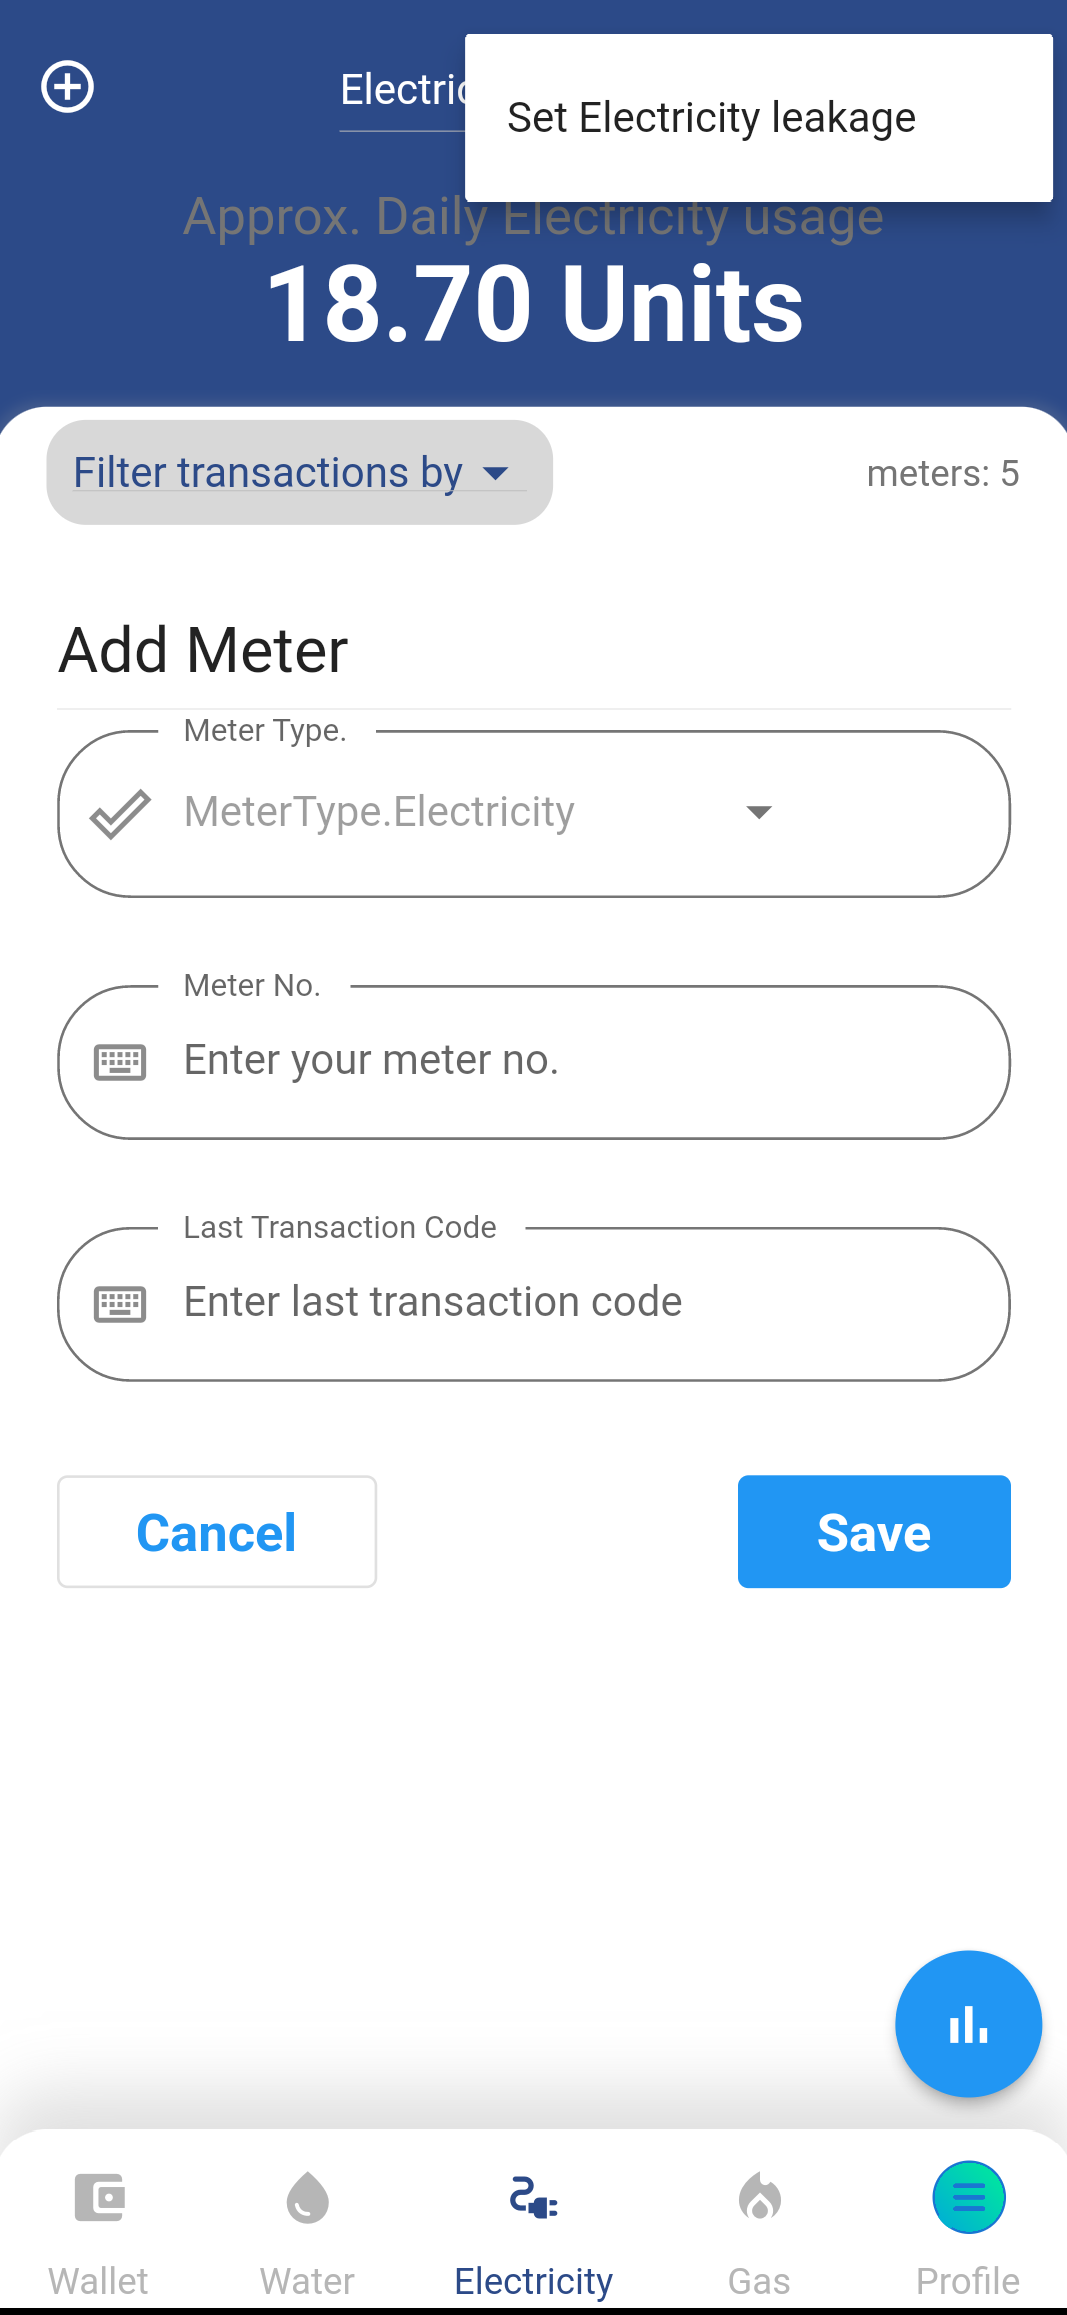 Electric
Set Electricity leakage
Approx. Daily Electricity usage
18.70 Units
Filter transactions by
meters: 5
Add Meter
Meter Type.
MeterType.Electricity
Meter No.
Enter your meter no.
Last Transaction Code
Enter last transaction code
Cancel
Save
Wallet
Water
Electricity
Gas
Profile